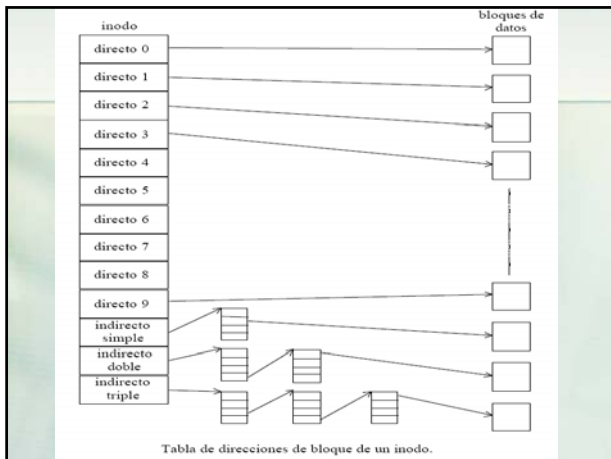 inodo
bloques de
datos
directo 0
directo 1
directo 2
directo 3
directo 4
directo 5
directo 6
directo 7
directo 8
directo 9
indirecto
simple
indirecto
doble
indirecto
triple
Tabla de direcciones de bloque de un inodo.